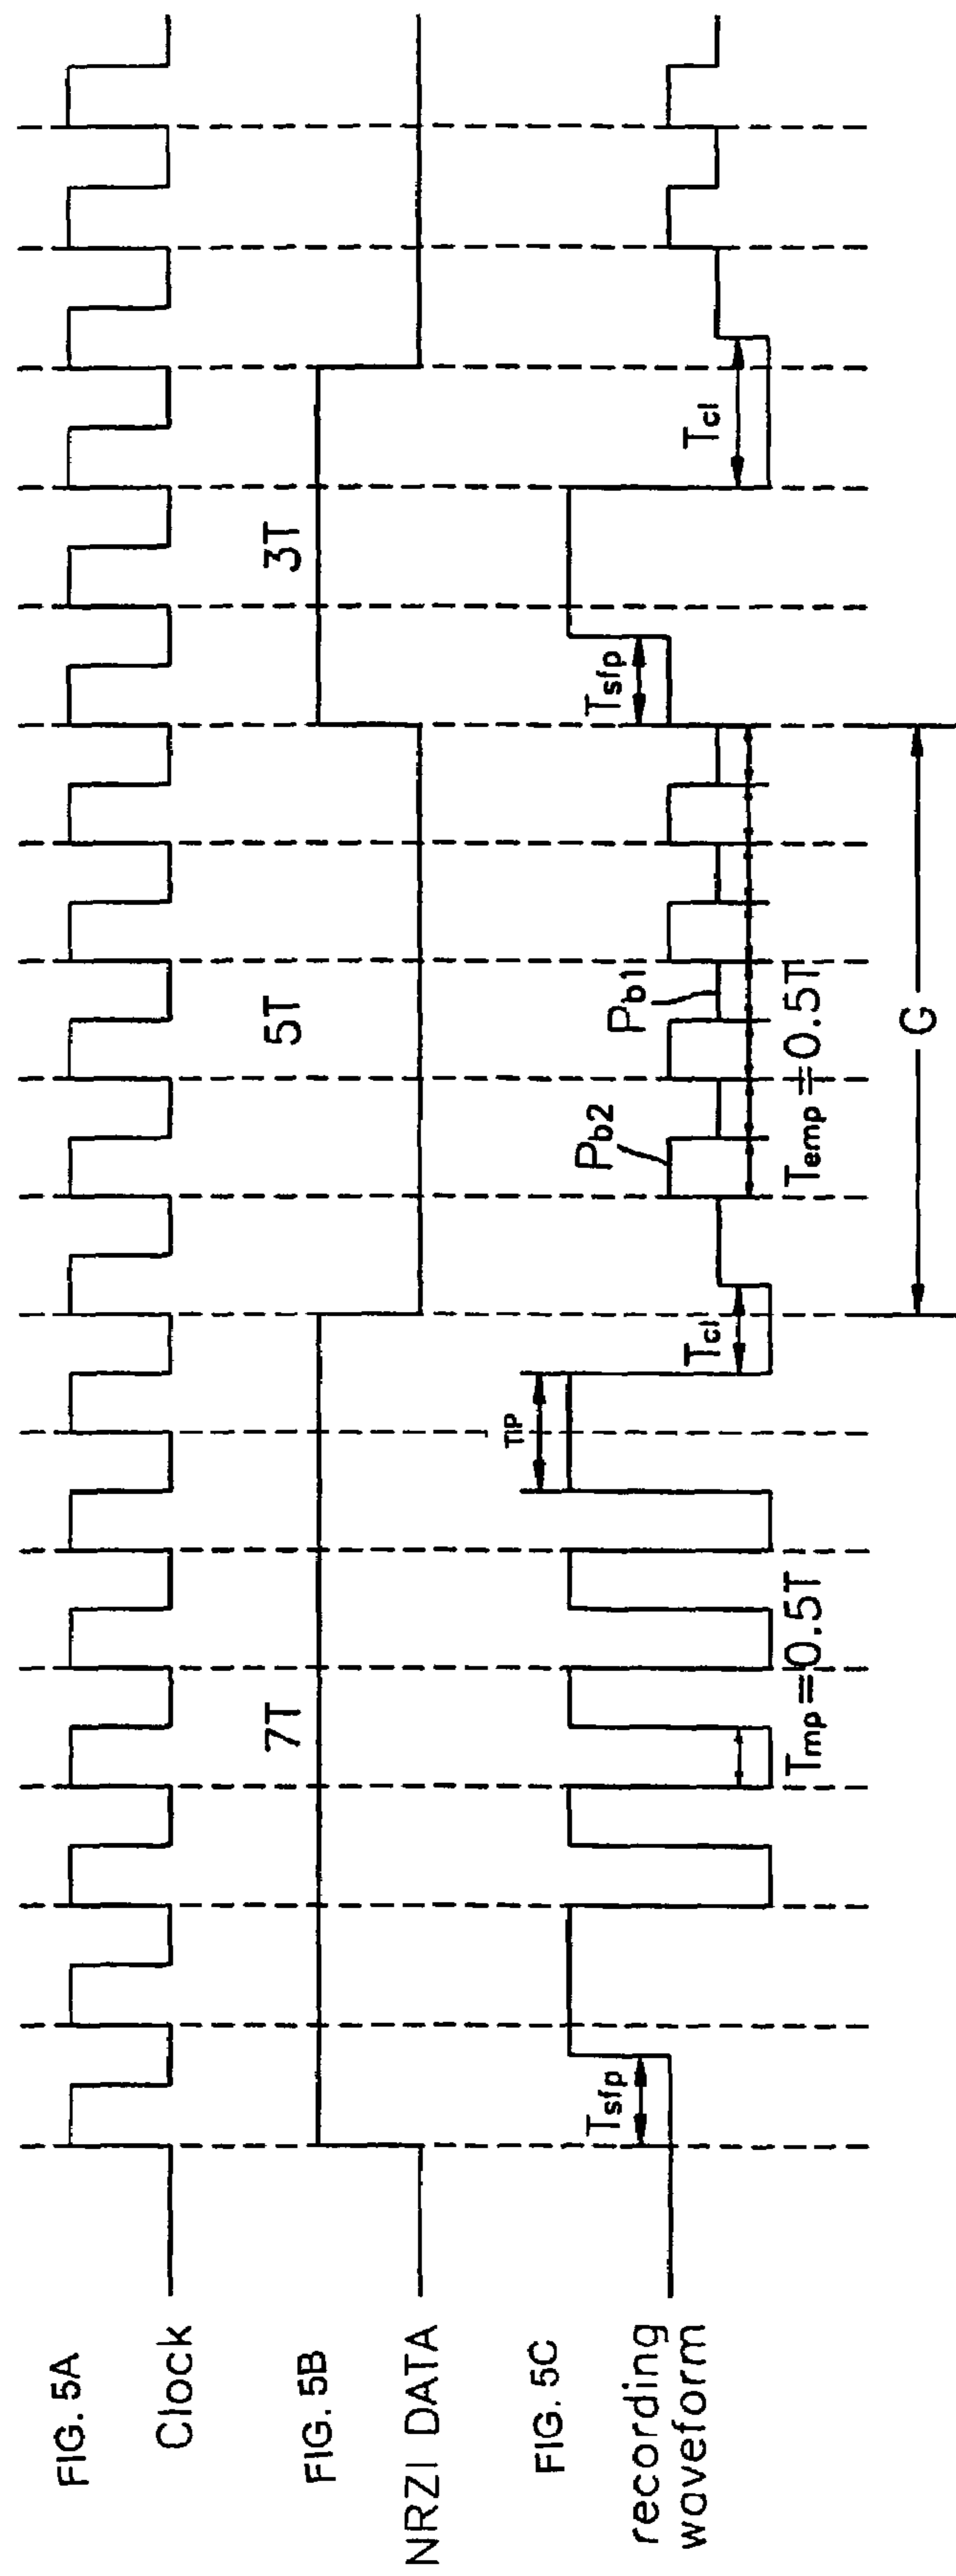 FIG. 5A
Clock
FIG. 5B
NRZI DATA
7T
5T
3T
FIG. 5C
recording
waveform
Tsfp
Tmp=0.5T
TlP
Tcl
Pb2
Pb1
Temp=0.5T
Tsfp
Tcl
G